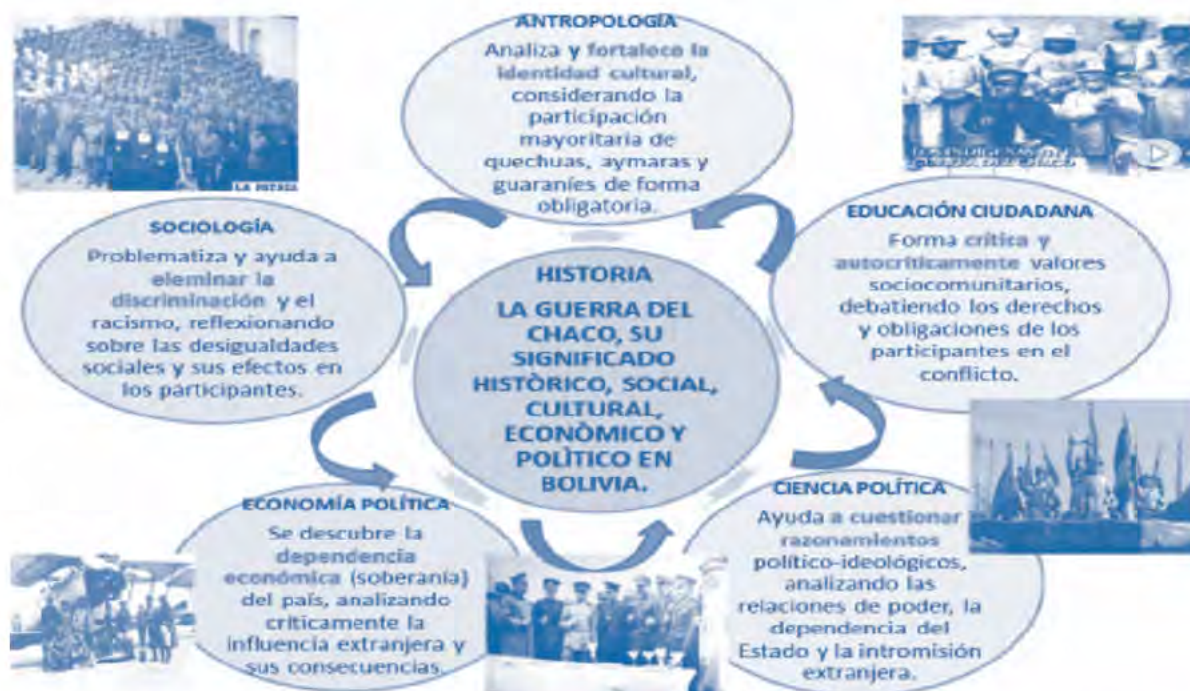 ANTROPOLOGÍA
Analiza y fortalece la
identidad cultural,
considerando la
participación
mayoritaria de
quechuas, aymaras y
guaraníes de forma
obligatoria.
LA PATRIA
SOCIOLOGÍA
Problematiza y ayuda a
eleminar la
discriminación y el
racismo, reflexionando
sobre las desigualdades
sociales y sus efectos en
los participantes.
EDUCACIÓN CIUDADANA
Forma crítica y
autocríticamente valores
sociocomunitarios,
debatiendo los derechos
y obligaciones de los
participantes en el
conflicto.
HISTORIA
LA GUERRA DEL
CHACO, SU
SIGNIFICADO
HISTÒRICO, SOCIAL,
CULTURAL,
ECONÒMICO Y
POLÌTICO EN
BOLIVIA.
ECONOMÍA POLÍTICA
Se descubre la
dependencia
económica (soberanía)
del país, analizando
críticamente la
influencia extranjera y
sus consecuencias.
CIENCIA POLÍTICA
Ayuda a cuestionar
razonamientos
político-ideológicos,
analizando las
relaciones de poder, la
dependencia del
Estado y la intromisión
extranjera.